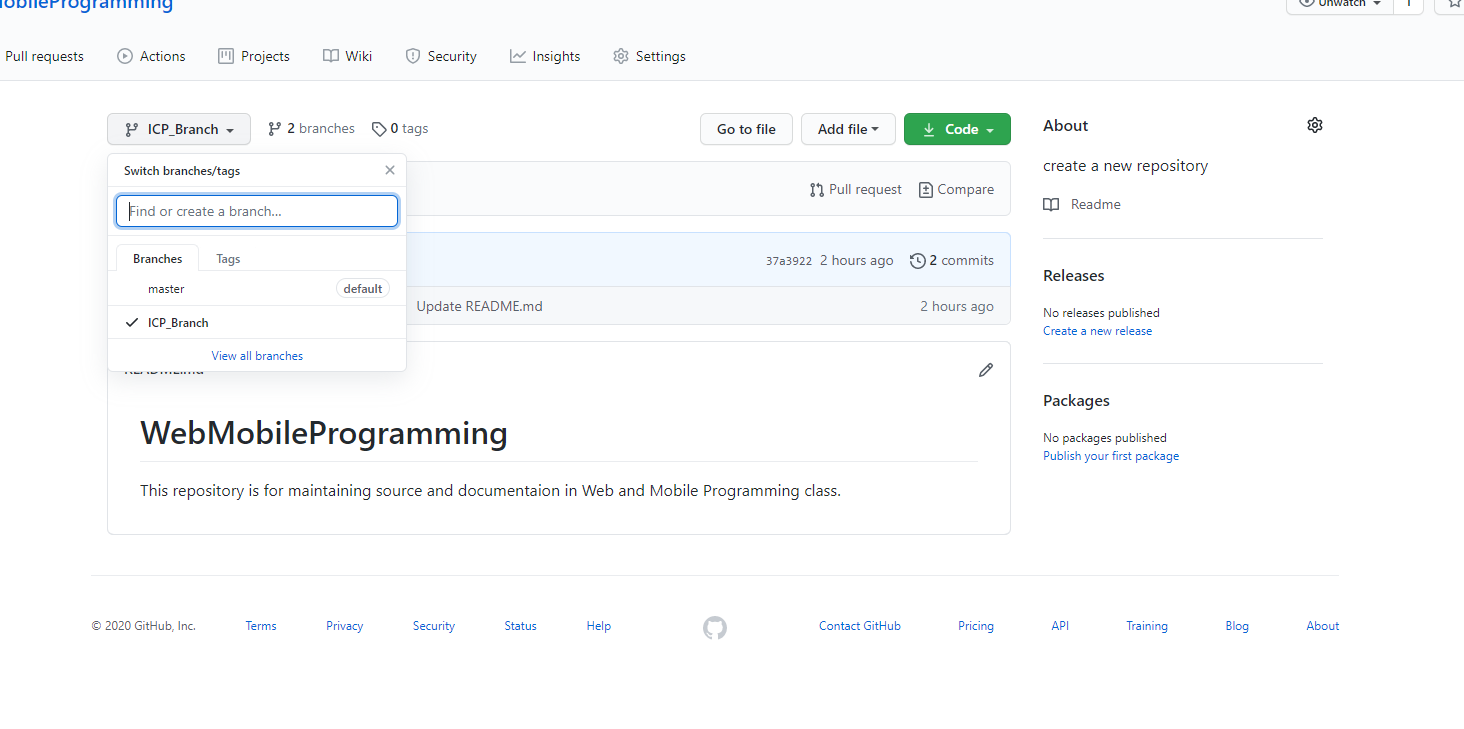 obileProgramming
Unwatch
Pull requests Actions Projects Wiki Security Insights Settings
ICP_Branch 2 branches 0 tags Go to file Add file Code
Switch branches/tags
Find or create a branch...
Branches Tags
master default
ICP_Branch
View all branches
Pull request Compare
37a3922 2 hours ago 2 commits
Update README.md 2 hours ago
README.md
WebMobileProgramming
This repository is for maintaining source and documentaion in Web and Mobile Programming class.
About
create a new repository
Readme
Releases
No releases published
Create a new release
Packages
No packages published
Publish your first package
© 2020 GitHub, Inc. Terms Privacy Security Status Help Contact GitHub Pricing API Training Blog About